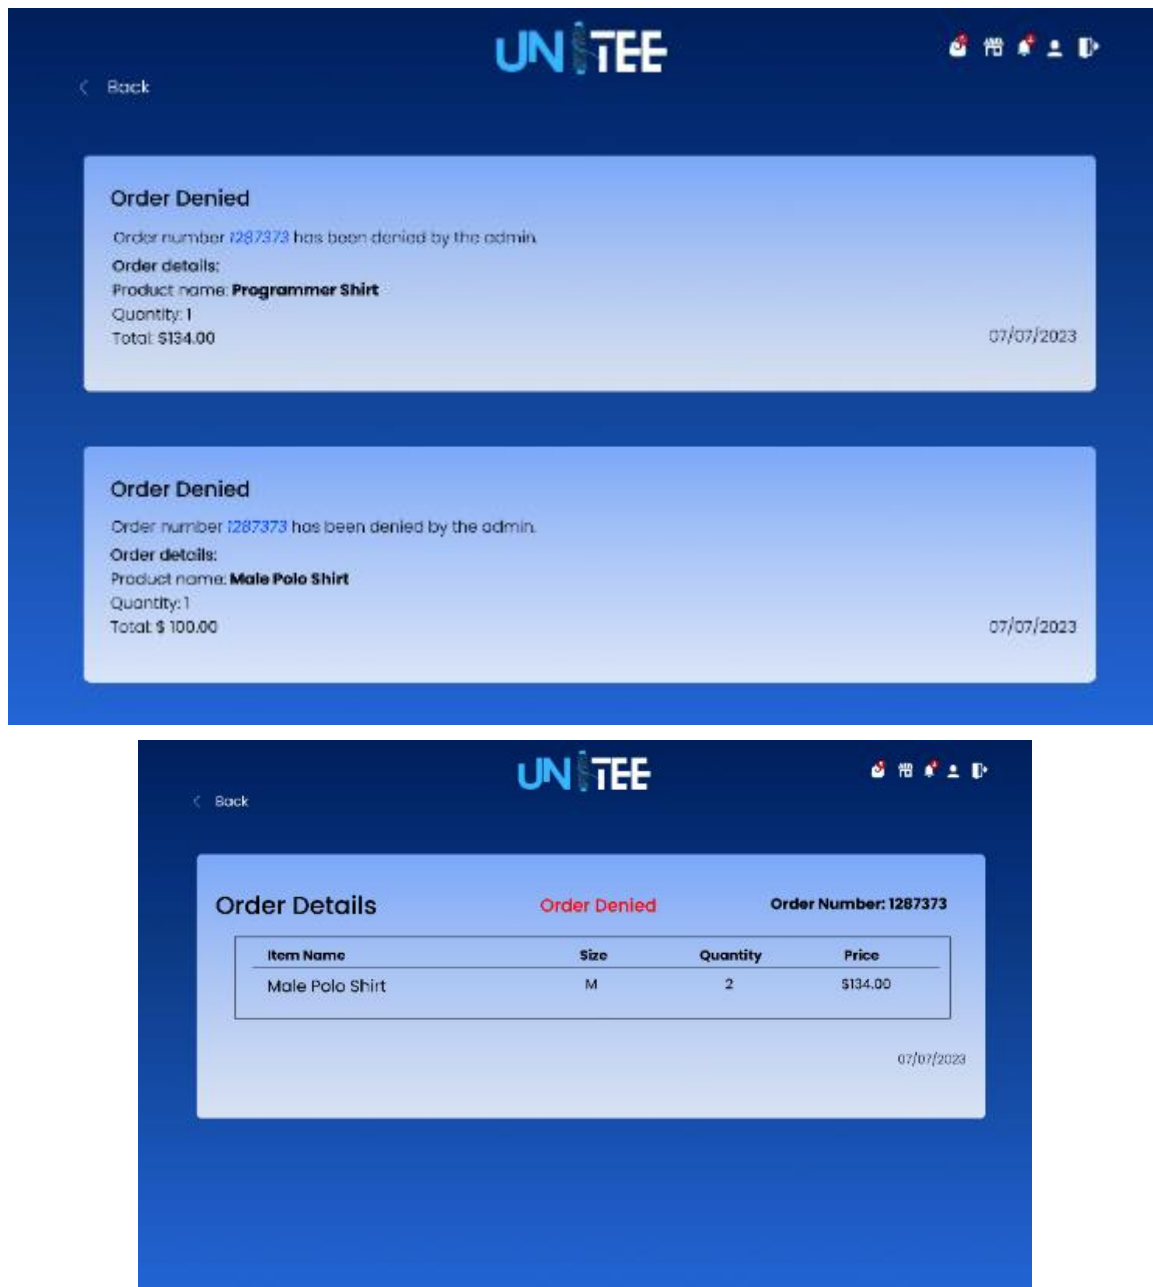 UNITEE
Back
Order Denied
Order number 1287373 has been denied by the admin.
Order details:
Product name: Programmer Shirt
Quantity: 1
Total: $134.00
07/07/2023
Order Denied
Order number 1287373 has been denied by the admin.
Order details:
Product name: Male Polo Shirt
Quantity: 1
Total: $ 100.00
07/07/2023
UNITEE
Back
Order Details Order Denied Order Number: 1287373
Item Name Size Quantity Price
Male Polo Shirt M 2 $134.00
07/07/2023